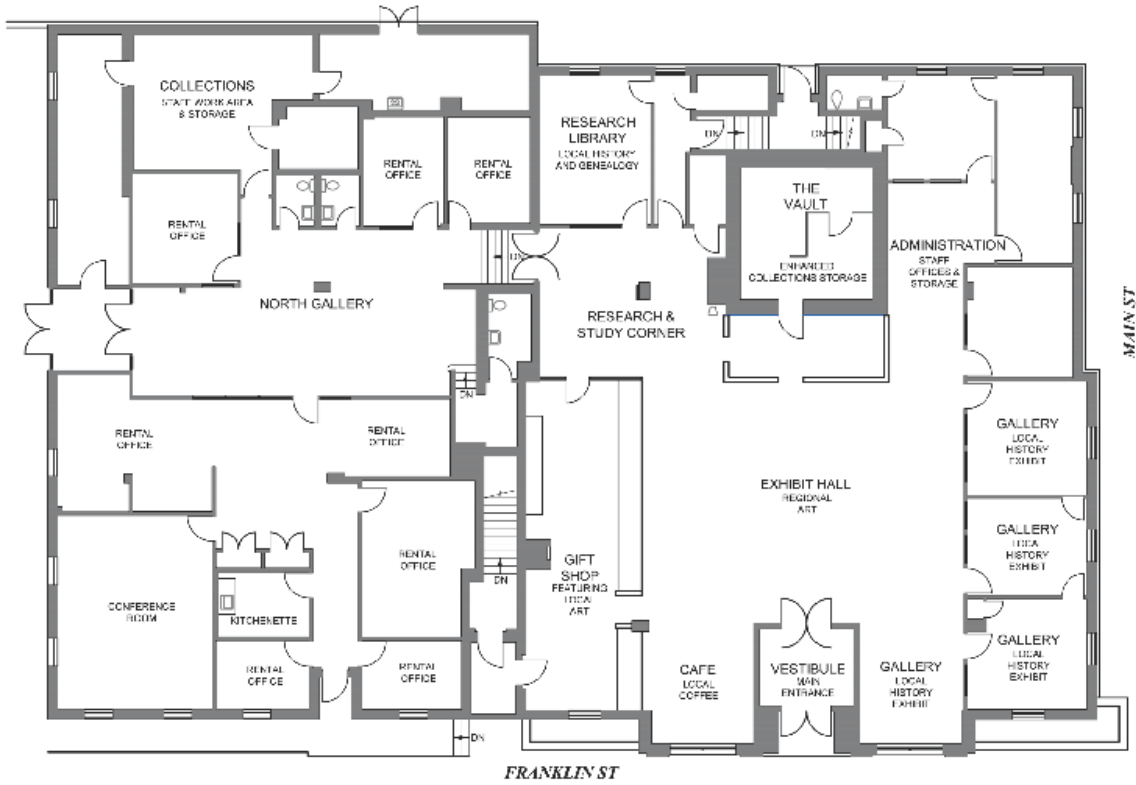 COLLECTIONS
STAFF WORK AREA
& STORAGE
RENTAL
OFFICE
RENTAL
OFFICE
RENTAL
OFFICE
RESEARCH
LIBRARY
LOCAL HISTORY
AND GENEALOGY
DN
DN
THE
VAULT
ENHANCED
COLLECTIONS STORAGE
ADMINISTRATION
STAFF
OFFICES &
STORAGE
DN
NORTH GALLERY
RESEARCH &
STUDY CORNER
MAIN ST
DN
RENTAL
OFFICE
RENTAL
OFFICE
GALLERY
LOCAL
HISTORY
EXHIBIT
EXHIBIT HALL
REGIONAL
ART
GALLERY
LOCAL
HISTORY
EXHIBIT
RENTAL
OFFICE
DN
GIFT
SHOP
FEATURING
LOCAL
ART
CONFERENCE
ROOM
KITCHENETTE
GALLERY
LOCAL
HISTORY
EXHIBIT
RENTAL
OFFICE
RENTAL
OFFICE
CAFE
LOCAL
COFFEE
VESTIBULE
MAIN
ENTRANCE
GALLERY
LOCAL
HISTORY
EXHIBIT
DN
FRANKLIN ST